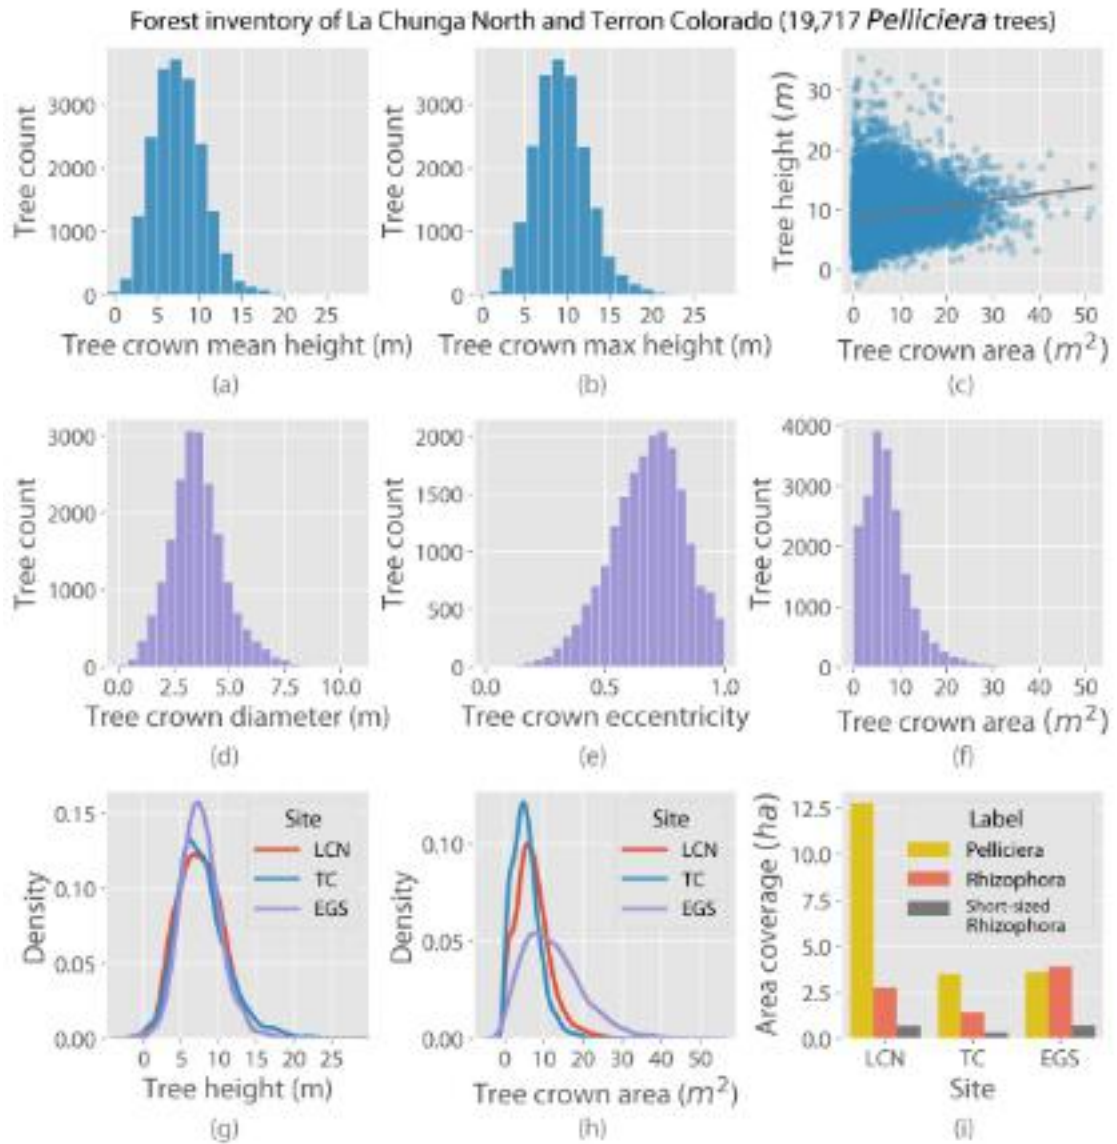 Forest inventory of La Chunga North and Terron Colorado (19,717 Pelliciera trees)
Tree count
3000
2000
1000
0
0 5 10 15 20 25
Tree crown mean height (m)
(a)
Tree count
3000
2000
1000
0
0 5 10 15 20 25
Tree crown max height (m)
(b)
Tree height (m)
30
20
10
0
0 10 20 30 40 50
Tree crown area (m²)
(c)
Tree count
3000
2000
1000
0
0.0 2.5 5.0 7.5 10.0
Tree crown diameter (m)
(d)
Tree count
2000
1500
1000
500
0
0.0 0.5 1.0
Tree crown eccentricity
(e)
Tree count
4000
3000
2000
1000
0
0 10 20 30 40 50
Tree crown area (m²)
(f)
Density
0.15
0.10
0.05
0.00
Site
LCN
TC
EGS
0 5 10 15 20 25
Tree height (m)
(g)
Density
0.10
0.05
0.00
Site
LCN
TC
EGS
0 10 20 30 40 50
Tree crown area (m²)
(h)
Area coverage (ha)
12.5
10.0
7.5
5.0
2.5
0.0
Label
Pelliciera
Rhizophora
Short-sized
Rhizophora
LCN TC EGS
Site
(i)